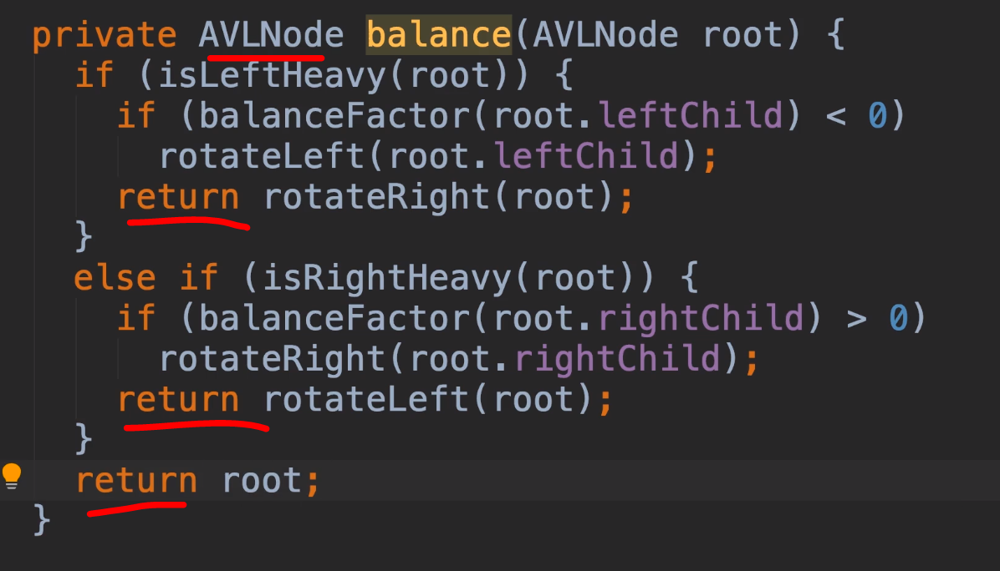 private AVLNode balance(AVLNode root) {
if (isLeftHeavy(root)) {
if (balanceFactor(root.leftChild) < 0)
rotateLeft(root.leftChild);
return rotateRight(root);
}
else if (isRightHeavy(root)) {
if (balanceFactor(root.rightChild) > 0)
rotateRight(root.rightChild);
return rotateLeft(root);
}
return root;
}